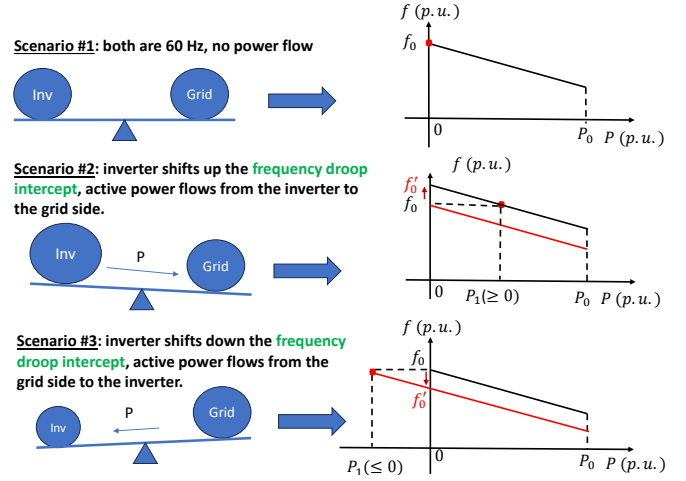 Scenario #1: both are 60 Hz, no power flow
Inv
Grid
f (p.u.)
f₀
0
P₀
P (p.u.)
Scenario #2: inverter shifts up the frequency droop
intercept, active power flows from the inverter to
the grid side.
Inv
P
Grid
f (p.u.)
f₀′
f₀
0
P₁(≥ 0)
P₀
P (p.u.)
Scenario #3: inverter shifts down the frequency
droop intercept, active power flows from the
grid side to the inverter.
Inv
P
Grid
f (p.u.)
f₀
f₀′
0
P₁(≤ 0)
P₀
P (p.u.)